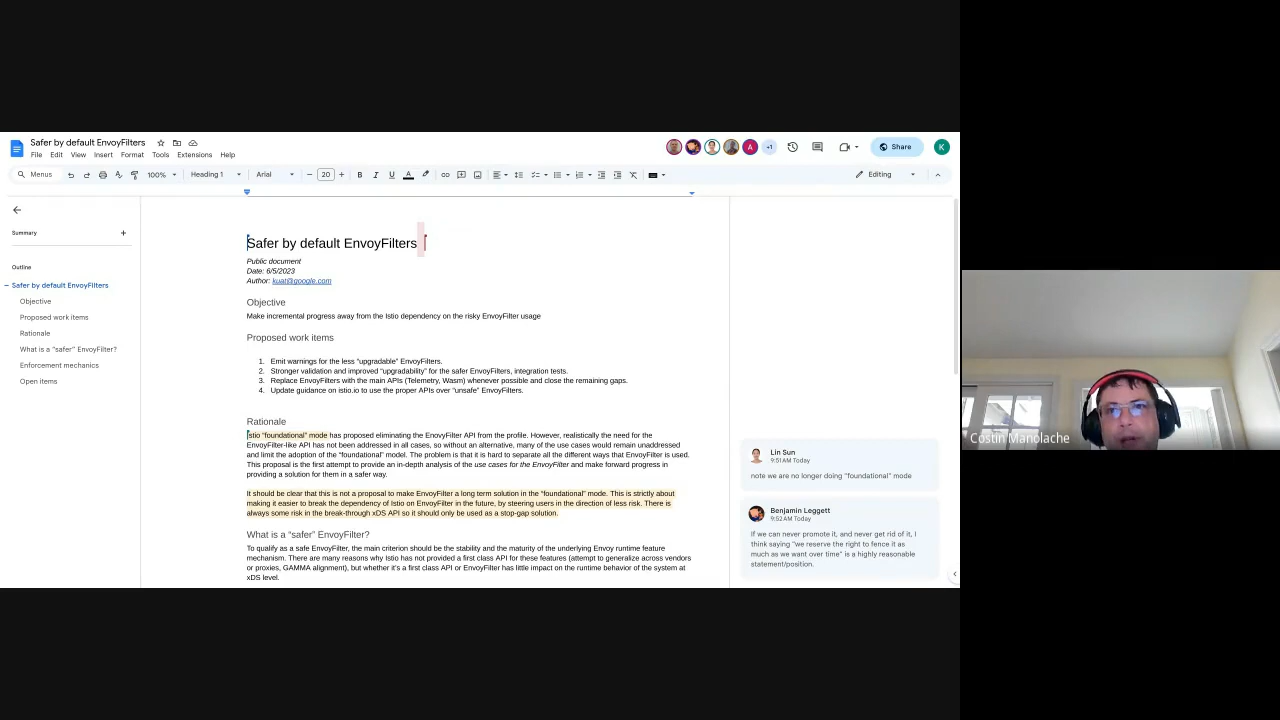 Safer by default EnvoyFilters
File Edit View Insert Format Tools Extensions Help
A +1 Share K
Menus 100% Heading 1 Arial 20 B I U A Editing
Summary
Outline
Safer by default EnvoyFilters
Objective
Proposed work items
Rationale
What is a "safer" EnvoyFilter?
Enforcement mechanics
Open items
Safer by default EnvoyFilters
Public document
Date: 6/5/2023
Author: kuat@google.com
Objective
Make incremental progress away from the Istio dependency on the risky EnvoyFilter usage
Proposed work items
1. Emit warnings for the less “upgradable” EnvoyFilters.
2. Stronger validation and improved “upgradability” for the safer EnvoyFilters, integration tests.
3. Replace EnvoyFilters with the main APIs (Telemetry, Wasm) whenever possible and close the remaining gaps.
4. Update guidance on istio.io to use the proper APIs over “unsafe” EnvoyFilters.
Rationale
Istio “foundational” mode has proposed eliminating the EnovyFilter API from the profile. However, realistically the need for the
EnvoyFilter-like API has not been addressed in all cases, so without an alternative, many of the use cases would remain unaddressed
and limit the adoption of the “foundational” model. The problem is that it is hard to separate all the different ways that EnvoyFilter is used.
This proposal is the first attempt to provide an in-depth analysis of the use cases for the EnvoyFilter and make forward progress in
providing a solution for them in a safer way.
It should be clear that this is not a proposal to make EnvoyFilter a long term solution in the “foundational” mode. This is strictly about
making it easier to break the dependency of Istio on EnvoyFilter in the future, by steering users in the direction of less risk. There is
always some risk in the break-through xDS API so it should only be used as a stop-gap solution.
What is a “safer” EnvoyFilter?
To qualify as a safe EnvoyFilter, the main criterion should be the stability and the maturity of the underlying Envoy runtime feature
mechanism. There are many reasons why Istio has not provided a first class API for these features (attempt to generalize across vendors
or proxies, GAMMA alignment), but whether it's a first class API or EnvoyFilter has little impact on the runtime behavior of the system at
xDS level.
Lin Sun
9:51 AM Today
note we are no longer doing "foundational" mode
Benjamin Leggett
9:52 AM Today
If we can never promote it, and never get rid of it, I
think saying "we reserve the right to fence it as
much as we want over time" is a highly reasonable
statement/position.
Costin Manolache